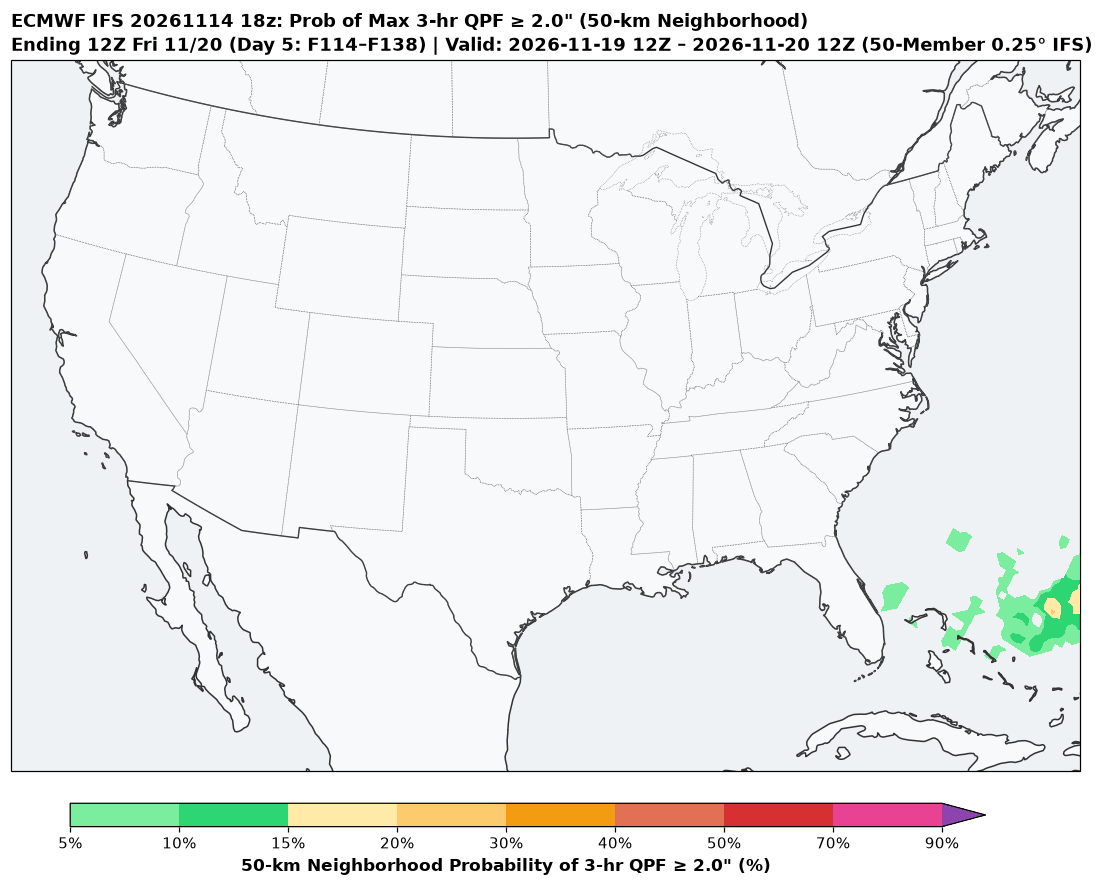 ECMWF IFS 20261114 18z: Prob of Max 3-hr QPF ≥ 2.0" (50-km Neighborhood)
Ending 12Z Fri 11/20 (Day 5: F114–F138) | Valid: 2026-11-19 12Z – 2026-11-20 12Z (50-Member 0.25° IFS)
5% 10% 15% 20% 30% 40% 50% 70% 90%
50-km Neighborhood Probability of 3-hr QPF ≥ 2.0" (%)